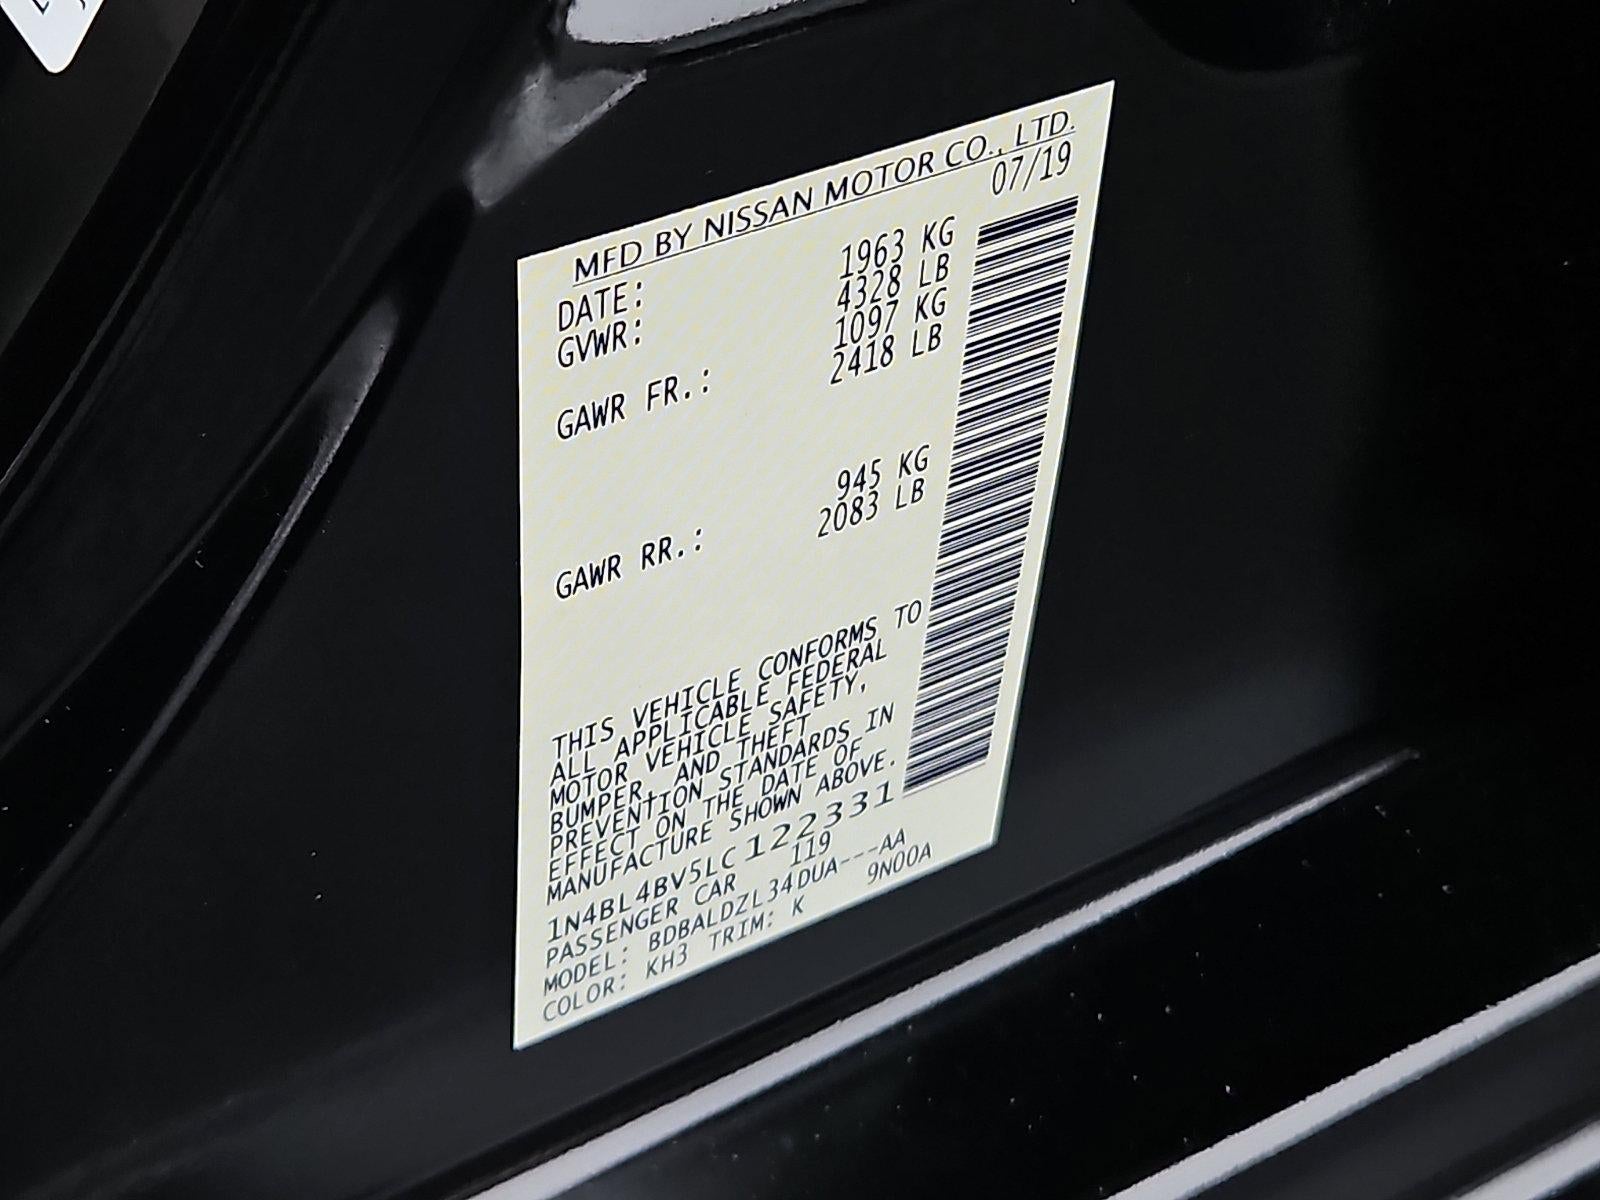 MFD BY NISSAN MOTOR CO., LTD.
DATE: 07/19
GVWR: 1963 KG
4328 LB
GAWR FR.: 1097 KG
2418 LB
GAWR RR.: 945 KG
2083 LB
THIS VEHICLE CONFORMS TO
ALL APPLICABLE FEDERAL
MOTOR VEHICLE SAFETY,
BUMPER, AND THEFT
PREVENTION STANDARDS IN
EFFECT ON THE DATE OF
MANUFACTURE SHOWN ABOVE.
1N4BL4BV5LC122331
PASSENGER CAR 119
MODEL: BDBALDZL34DUA---AA
COLOR: KH3 TRIM: K 9N00A